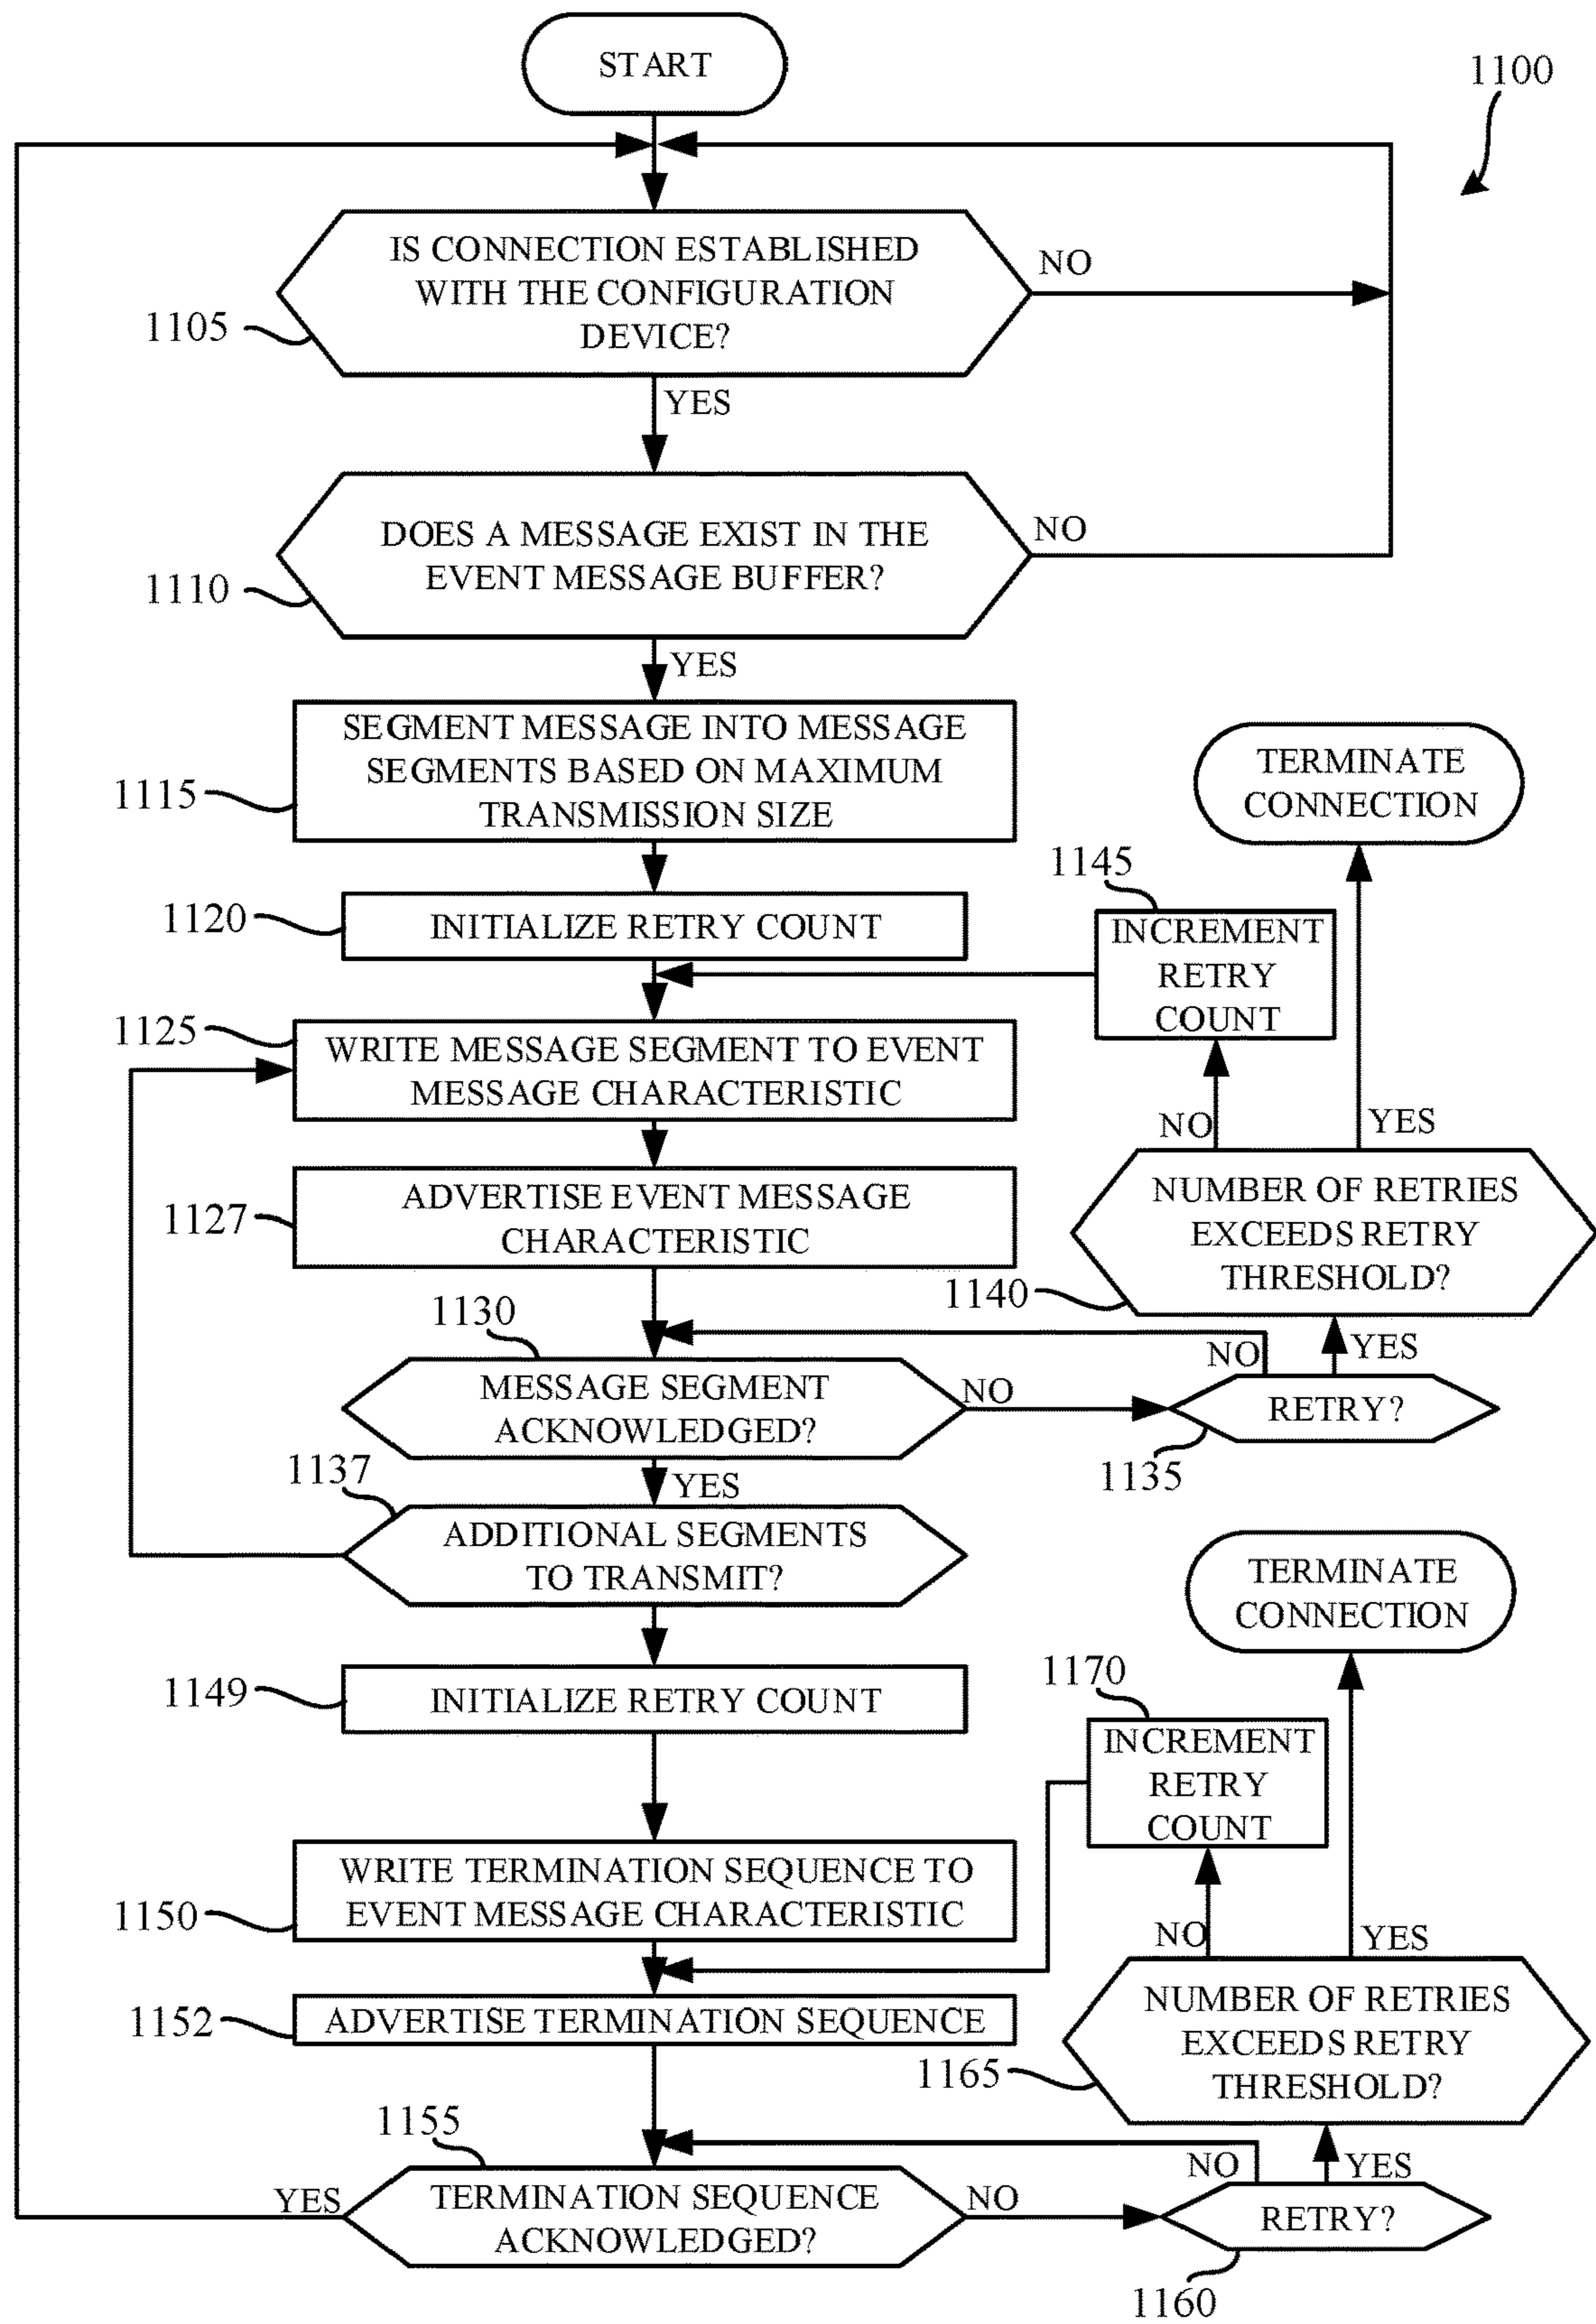 START
1100
IS CONNECTION ESTABLISHED
WITH THE CONFIGURATION
DEVICE?
NO
1105
YES
DOES A MESSAGE EXIST IN THE
EVENT MESSAGE BUFFER?
NO
1110
YES
SEGMENT MESSAGE INTO MESSAGE
SEGMENTS BASED ON MAXIMUM
TRANSMISSION SIZE
1115
TERMINATE
CONNECTION
1145
1120
INITIALIZE RETRY COUNT
INCREMENT
RETRY
COUNT
1125
WRITE MESSAGE SEGMENT TO EVENT
MESSAGE CHARACTERISTIC
NO
YES
1127
ADVERTISE EVENT MESSAGE
CHARACTERISTIC
NUMBER OF RETRIES
EXCEEDS RETRY
THRESHOLD?
1140
1130
NO
YES
MESSAGE SEGMENT
ACKNOWLEDGED?
NO
RETRY?
1135
1137
YES
ADDITIONAL SEGMENTS
TO TRANSMIT?
TERMINATE
CONNECTION
1170
1149
INITIALIZE RETRY COUNT
INCREMENT
RETRY
COUNT
WRITE TERMINATION SEQUENCE TO
EVENT MESSAGE CHARACTERISTIC
1150
NO
YES
1152
ADVERTISE TERMINATION SEQUENCE
NUMBER OF RETRIES
EXCEEDS RETRY
THRESHOLD?
1165
1155
NO
YES
YES
TERMINATION SEQUENCE
ACKNOWLEDGED?
NO
RETRY?
1160